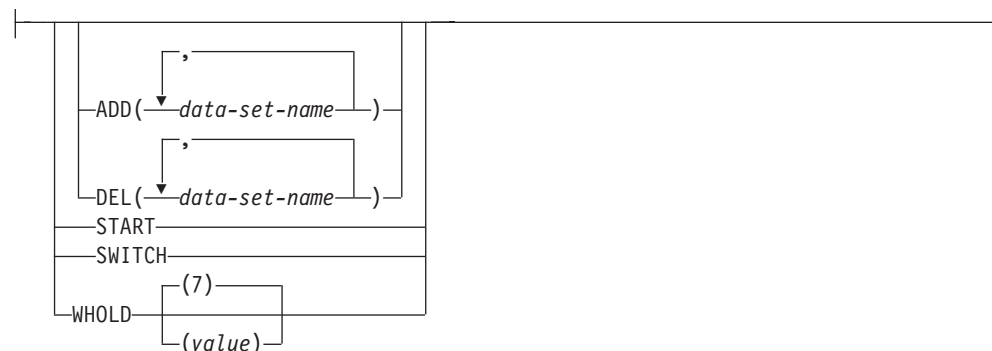 ,
ADD( data-set-name )
,
DEL( data-set-name )
START
SWITCH
(7)
WHOLD
(value)